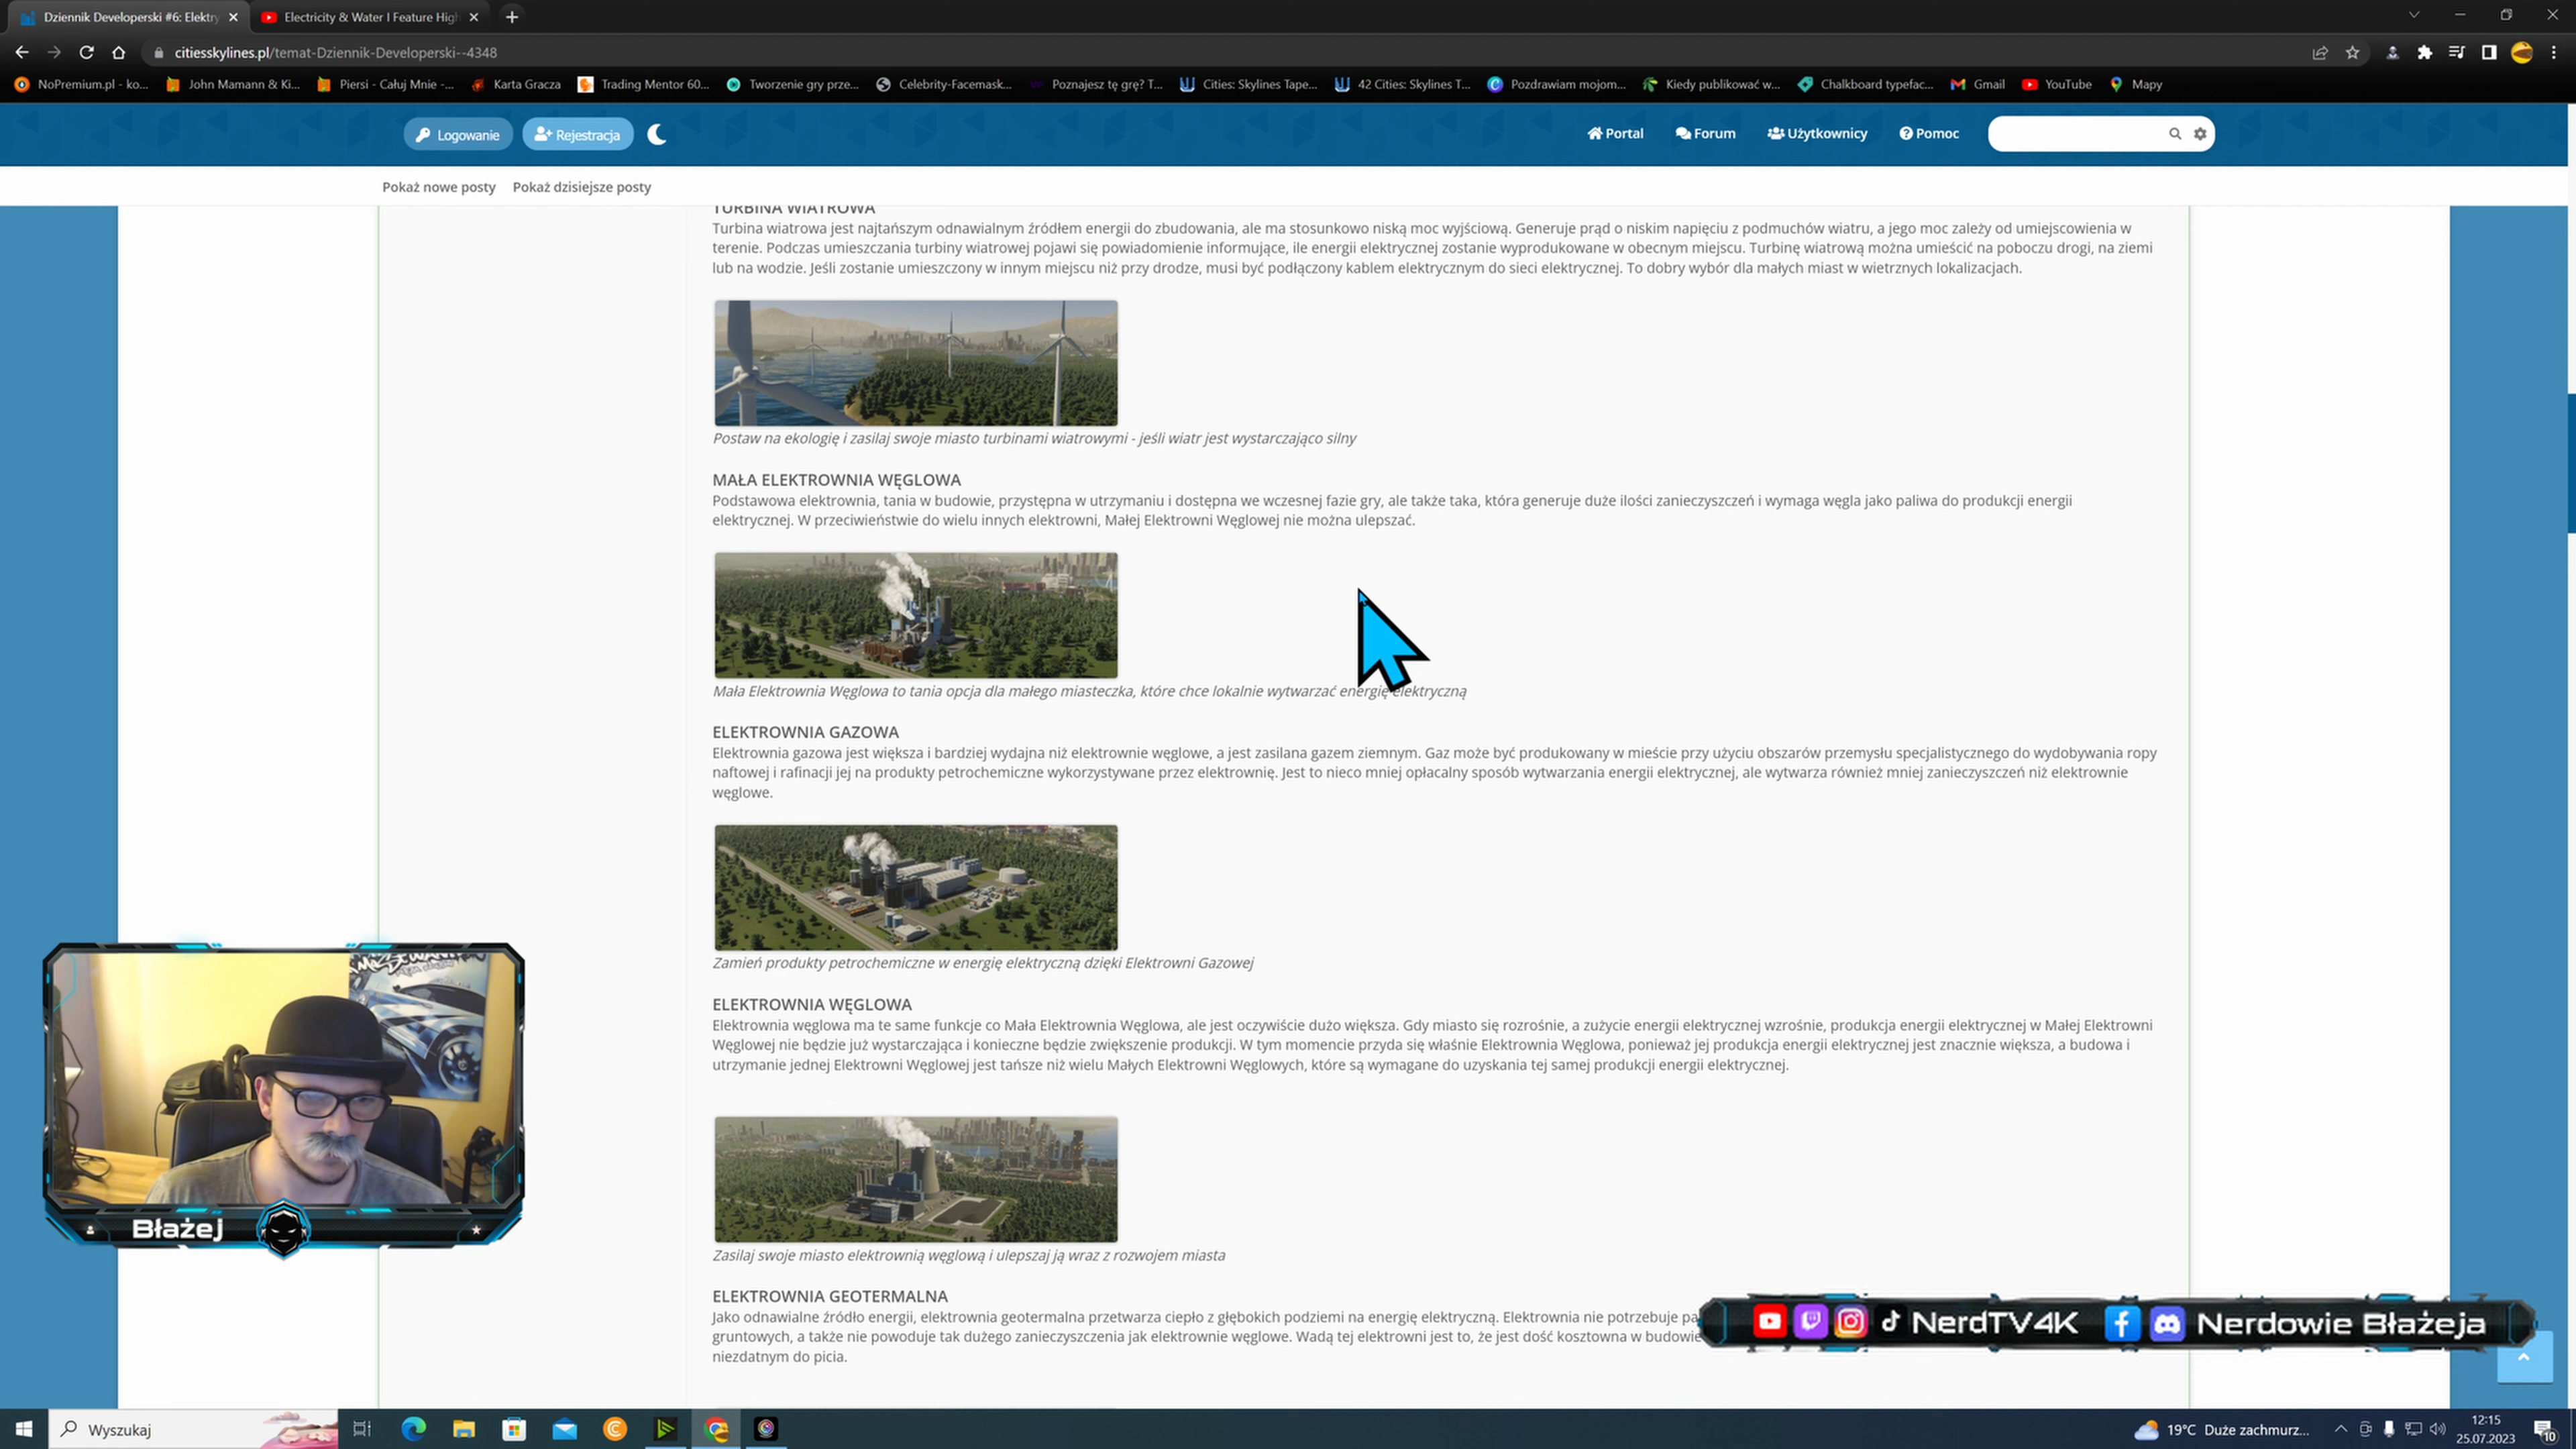 Dziennik Developerski #6: Elektry
Electricity & Water I Feature High
citiesskylines.pl/temat-Dziennik-Developerski--4348
NoPremium.pl - ko...
John Mamann & Ki...
Piersi - Całuj Mnie -...
Karta Gracza
Trading Mentor 60...
Tworzenie gry prze...
Celebrity-Facemask...
Poznajesz tę grę? T...
Cities: Skylines Tape...
42 Cities: Skylines T...
Pozdrawiam mojom...
Kiedy publikować w...
Chalkboard typefac...
Gmail
YouTube
Mapy
Logowanie
Rejestracja
Portal
Forum
Użytkownicy
Pomoc
Pokaż nowe posty
Pokaż dzisiejsze posty
TURBINA WIATROWA
Turbina wiatrowa jest najtańszym odnawialnym źródłem energii do zbudowania, ale ma stosunkowo niską moc wyjściową. Generuje prąd o niskim napięciu z podmuchów wiatru, a jego moc zależy od umiejscowienia w
terenie. Podczas umieszczania turbiny wiatrowej pojawi się powiadomienie informujące, ile energii elektrycznej zostanie wyprodukowane w obecnym miejscu. Turbinę wiatrową można umieścić na poboczu drogi, na ziemi
lub na wodzie. Jeśli zostanie umieszczony w innym miejscu niż przy drodze, musi być podłączony kablem elektrycznym do sieci elektrycznej. To dobry wybór dla małych miast w wietrznych lokalizacjach.
Postaw na ekologię i zasilaj swoje miasto turbinami wiatrowymi - jeśli wiatr jest wystarczająco silny
MAŁA ELEKTROWNIA WĘGLOWA
Podstawowa elektrownia, tania w budowie, przystępna w utrzymaniu i dostępna we wczesnej fazie gry, ale także taka, która generuje duże ilości zanieczyszczeń i wymaga węgla jako paliwa do produkcji energii
elektrycznej. W przeciwieństwie do wielu innych elektrowni, Małej Elektrowni Węglowej nie można ulepszać.
Mała Elektrownia Węglowa to tania opcja dla małego miasteczka, które chce lokalnie wytwarzać energię elektryczną
ELEKTROWNIA GAZOWA
Elektrownia gazowa jest większa i bardziej wydajna niż elektrownie węglowe, a jest zasilana gazem ziemnym. Gaz może być produkowany w mieście przy użyciu obszarów przemysłu specjalistycznego do wydobywania ropy
naftowej i rafinacji jej na produkty petrochemiczne wykorzystywane przez elektrownię. Jest to nieco mniej opłacalny sposób wytwarzania energii elektrycznej, ale wytwarza również mniej zanieczyszczeń niż elektrownie
węglowe.
Zamień produkty petrochemiczne w energię elektryczną dzięki Elektrowni Gazowej
ELEKTROWNIA WĘGLOWA
Elektrownia węglowa ma te same funkcje co Mała Elektrownia Węglowa, ale jest oczywiście dużo większa. Gdy miasto się rozrośnie, a zużycie energii elektrycznej wzrośnie, produkcja energii elektrycznej w Małej Elektrowni
Węglowej nie będzie już wystarczająca i konieczne będzie zwiększenie produkcji. W tym momencie przyda się właśnie Elektrownia Węglowa, ponieważ jej produkcja energii elektrycznej jest znacznie większa, a budowa i
utrzymanie jednej Elektrowni Węglowej jest tańsze niż wielu Małych Elektrowni Węglowych, które są wymagane do uzyskania tej samej produkcji energii elektrycznej.
Zasilaj swoje miasto elektrownią węglową i ulepszaj ją wraz z rozwojem miasta
ELEKTROWNIA GEOTERMALNA
Jako odnawialne źródło energii, elektrownia geotermalna przetwarza ciepło z głębokich podziemi na energię elektryczną. Elektrownia nie potrzebuje pa
gruntowych, a także nie powoduje tak dużego zanieczyszczenia jak elektrownie węglowe. Wadą tej elektrowni jest to, że jest dość kosztowna w budowie
niezdatnym do picia.
Błażej
NerdTV4K
Nerdowie Błażeja
Wyszukaj
19°C Duże zachmurz...
12:15
25.07.2023
10